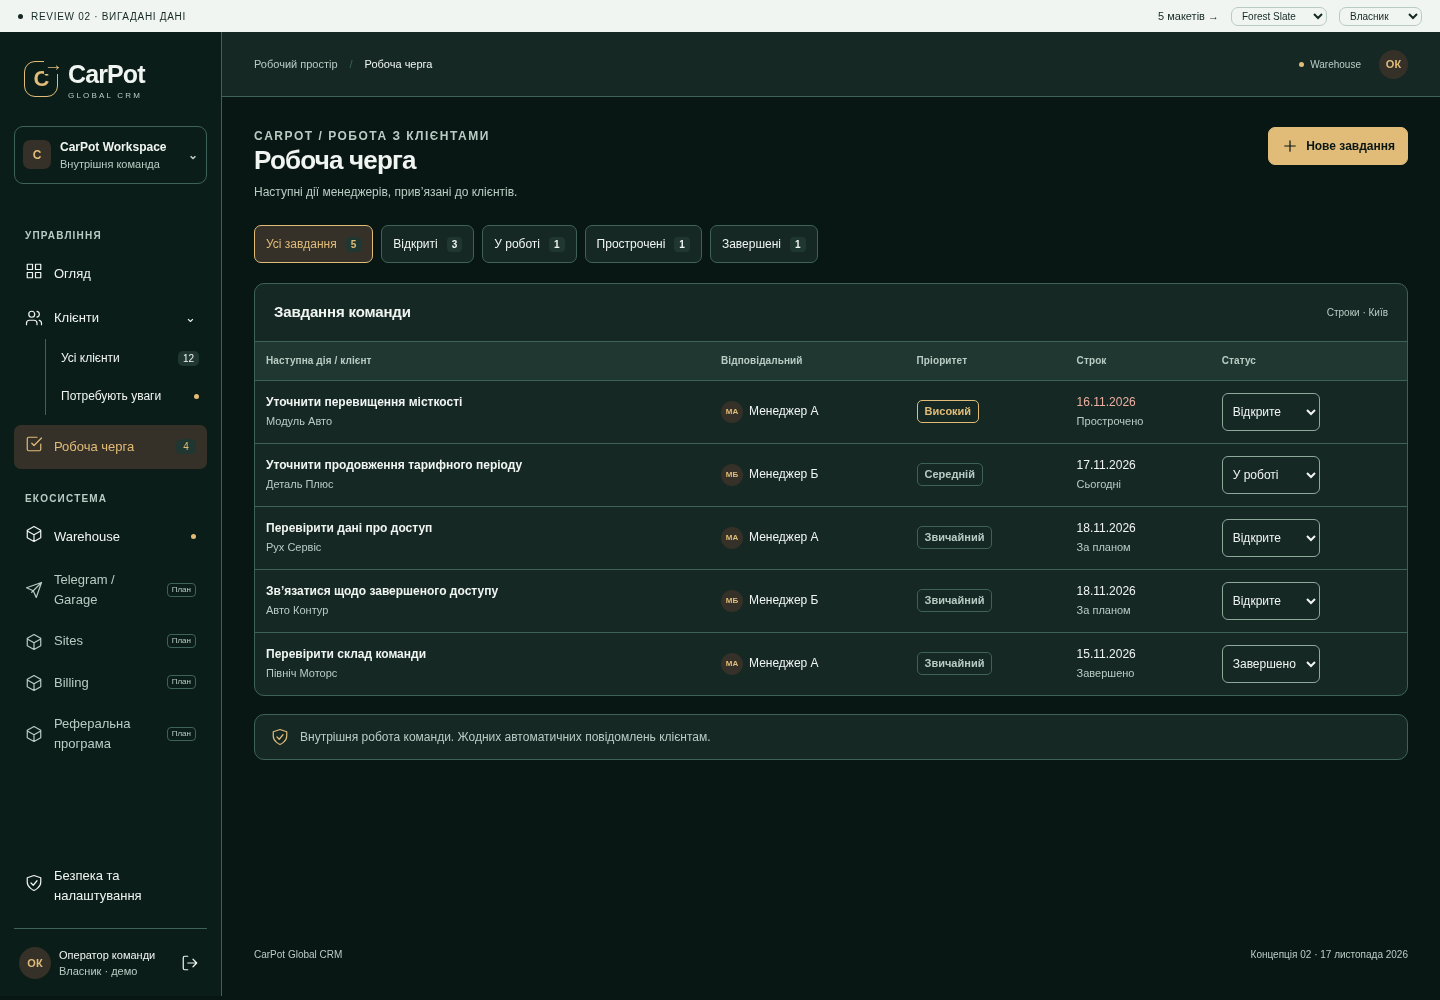 REVIEW 02 · ВИГАДАНІ ДАНІ
5 макетів →
Forest Slate
Власник
C
CarPot
GLOBAL CRM
C
CarPot Workspace
Внутрішня команда
УПРАВЛІННЯ
Огляд
Клієнти
Усі клієнти
12
Потребують уваги
Робоча черга
4
ЕКОСИСТЕМА
Warehouse
Telegram /
Garage
План
Sites
План
Billing
План
Реферальна
програма
План
Безпека та
налаштування
ОК
Оператор команди
Власник · демо
Робочий простір / Робоча черга
Warehouse
ОК
CARPOT / РОБОТА З КЛІЄНТАМИ
Робоча черга
Наступні дії менеджерів, прив’язані до клієнтів.
Нове завдання
Усі завдання 5
Відкриті 3
У роботі 1
Прострочені 1
Завершені 1
Завдання команди
Строки · Київ
Наступна дія / клієнт Відповідальний Пріоритет Строк Статус
Уточнити перевищення місткості
Модуль Авто
МА Менеджер А
Високий
16.11.2026
Прострочено
Відкрите
Уточнити продовження тарифного періоду
Деталь Плюс
МБ Менеджер Б
Середній
17.11.2026
Сьогодні
У роботі
Перевірити дані про доступ
Рух Сервіс
МА Менеджер А
Звичайний
18.11.2026
За планом
Відкрите
Зв’язатися щодо завершеного доступу
Авто Контур
МБ Менеджер Б
Звичайний
18.11.2026
За планом
Відкрите
Перевірити склад команди
Північ Моторс
МА Менеджер А
Звичайний
15.11.2026
Завершено
Завершено
Внутрішня робота команди. Жодних автоматичних повідомлень клієнтам.
CarPot Global CRM
Концепція 02 · 17 листопада 2026